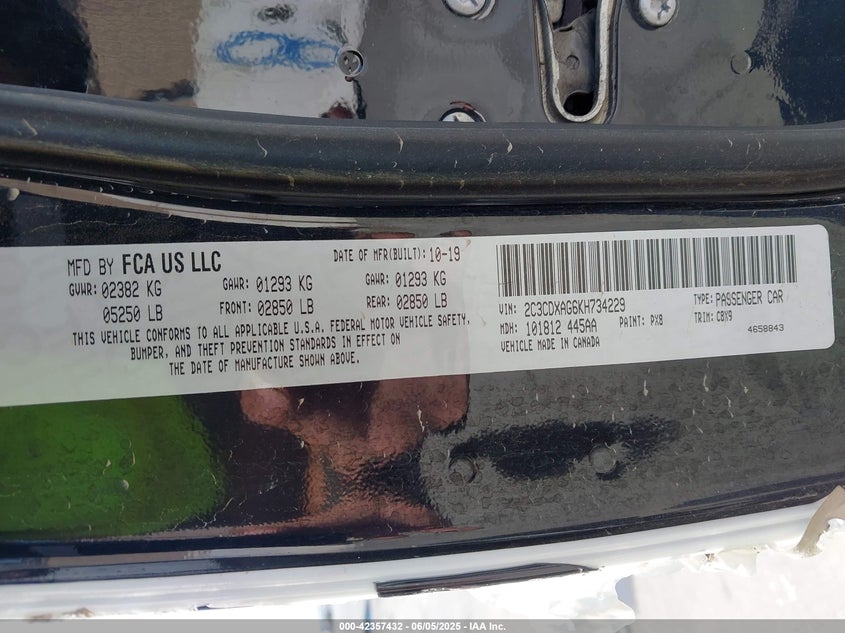 MFD BY FCA US LLC DATE OF MFR(BUILT): 10-19
GVWR: 02382 KG GAWR: 01293 KG GAWR: 01293 KG
05250 LB FRONT: 02850 LB REAR: 02850 LB
THIS VEHICLE CONFORMS TO ALL APPLICABLE U.S.A. FEDERAL MOTOR VEHICLE SAFETY,
BUMPER, AND THEFT PREVENTION STANDARDS IN EFFECT ON
THE DATE OF MANUFACTURE SHOWN ABOVE.
VIN: 2C3CDXAG6KH734229 TYPE: PASSENGER CAR
MDH: 101812 445AA PAINT: PX8 TRIM: CBX9
VEHICLE MADE IN CANADA 4658843
000-42357432 - 06/05/2025 - IAA Inc.